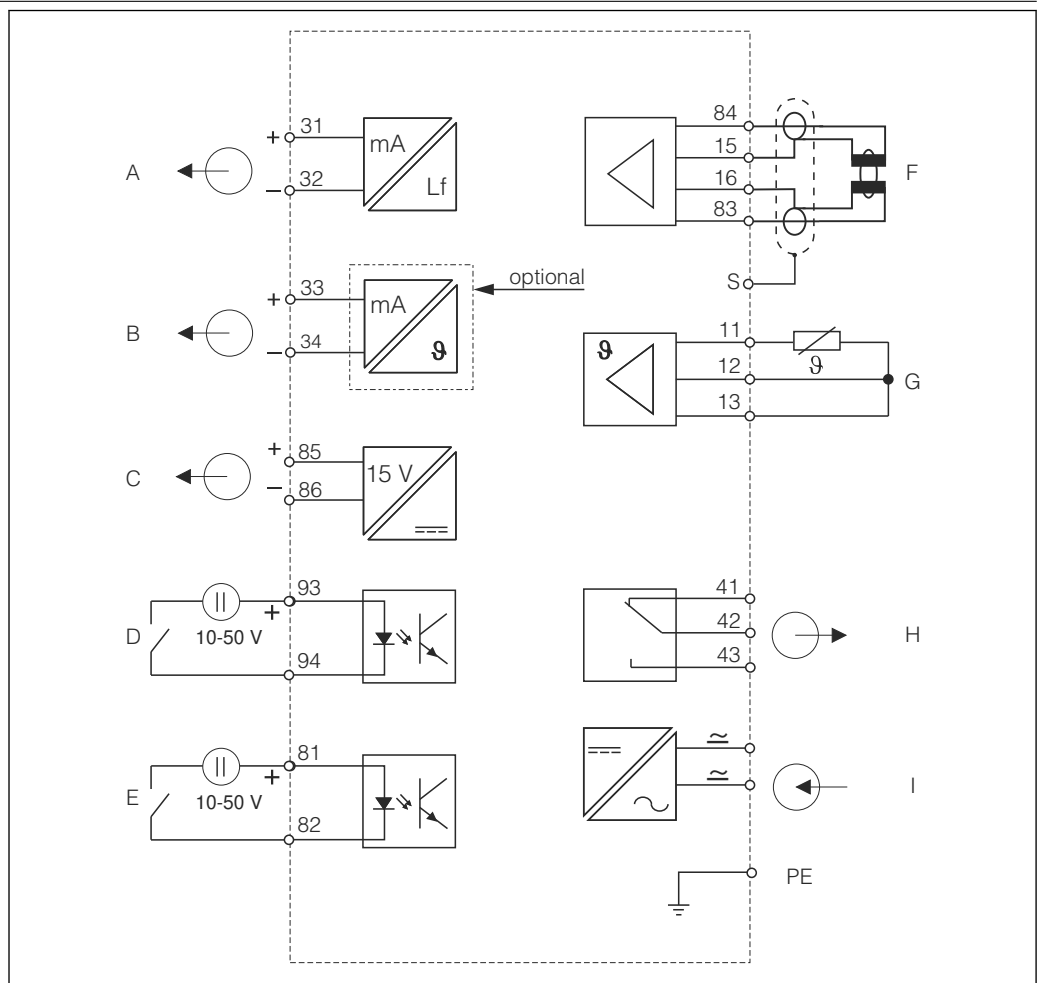 A
+ 31
− 32
mA
Lf
B
+ 33
− 34
mA
ϑ
optional
C
+ 85
− 86
15 V
D
10-50 V
+
93
94
E
10-50 V
+
81
82
84
15
16
83
S
F
ϑ
11
12
13
ϑ
G
41
42
43
H
≃
≃
I
PE